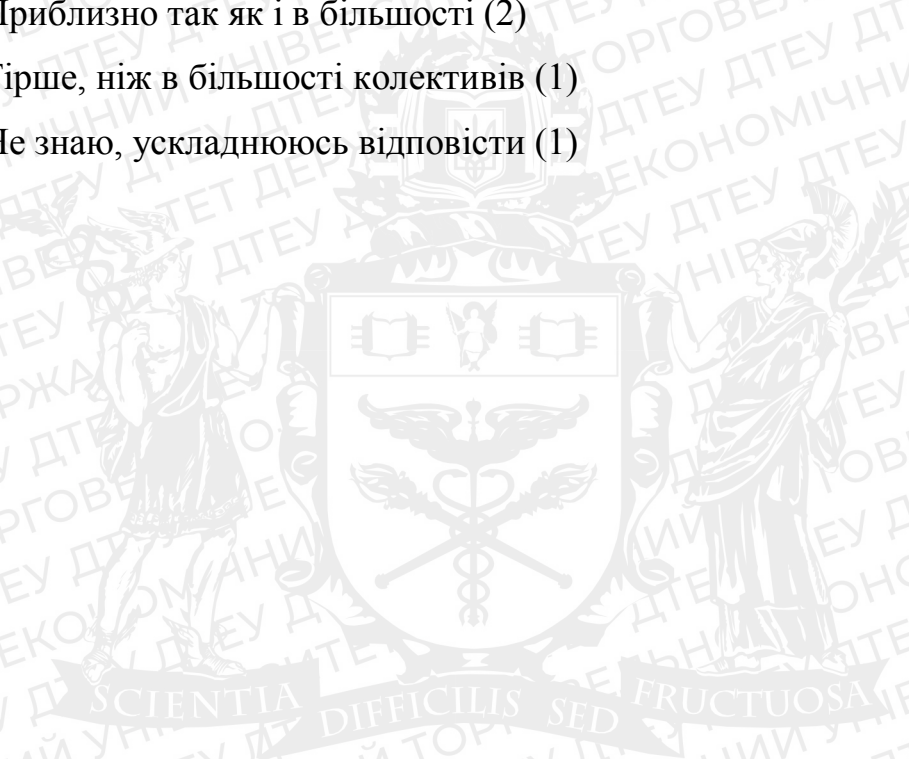 Приблизно так як і в більшості (2)
Гірше, ніж в більшості колективів (1)
Не знаю, ускладнююсь відповісти (1)
SCIENTIA DIFFICILIS SED FRUCTUOSA